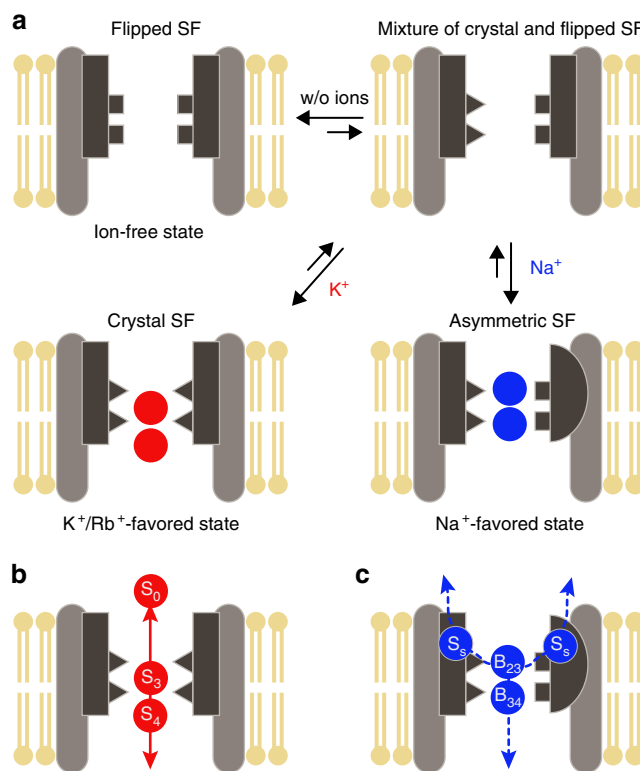 a
Flipped SF
Mixture of crystal and flipped SF
w/o ions
Ion-free state
K⁺
Na⁺
Crystal SF
Asymmetric SF
K⁺/Rb⁺-favored state
Na⁺-favored state
b
c
S₀
S₃
S₄
Sₛ
B₂₃
Sₛ
B₃₄